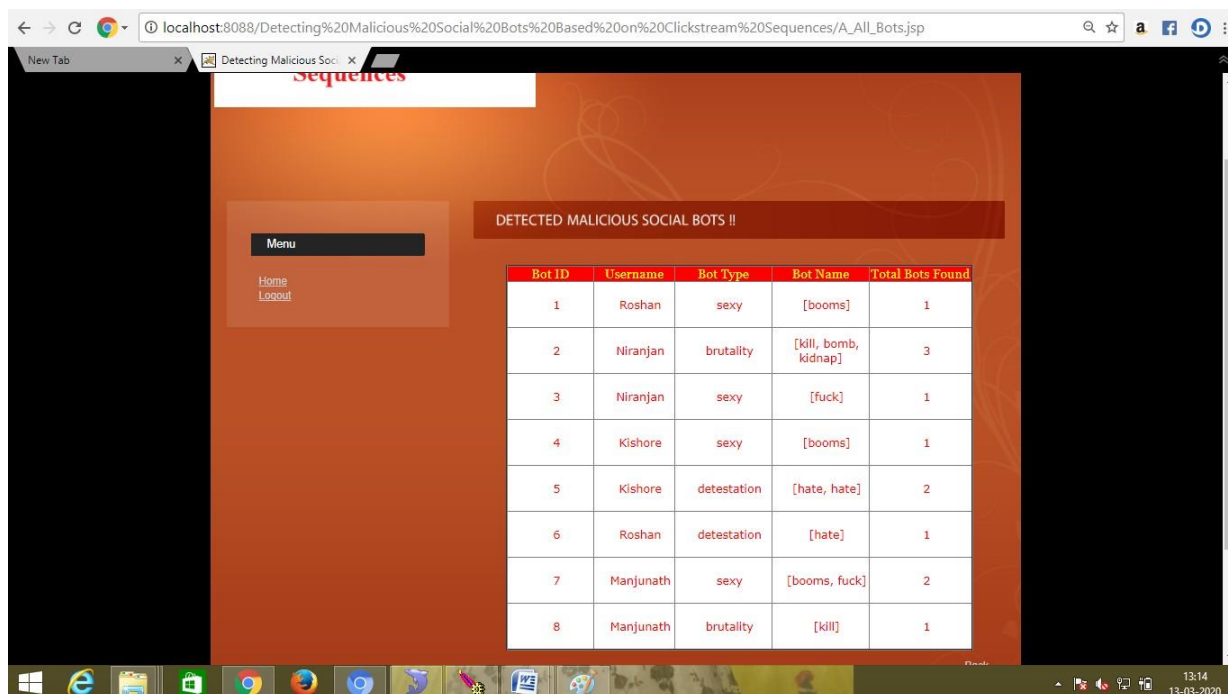 localhost:8088/Detecting%20Malicious%20Social%20Bots%20Based%20on%20Clickstream%20Sequences/A_All_Bots.jsp
New Tab
Detecting Malicious Soci
Sequences
DETECTED MALICIOUS SOCIAL BOTS !!
Menu
Home
Logout
Bot ID Username Bot Type Bot Name Total Bots Found
1 Roshan sexy [booms] 1
2 Niranjan brutality [kill, bomb, kidnap] 3
3 Niranjan sexy [fuck] 1
4 Kishore sexy [booms] 1
5 Kishore detestation [hate, hate] 2
6 Roshan detestation [hate] 1
7 Manjunath sexy [booms, fuck] 2
8 Manjunath brutality [kill] 1
13:14
13-03-2020